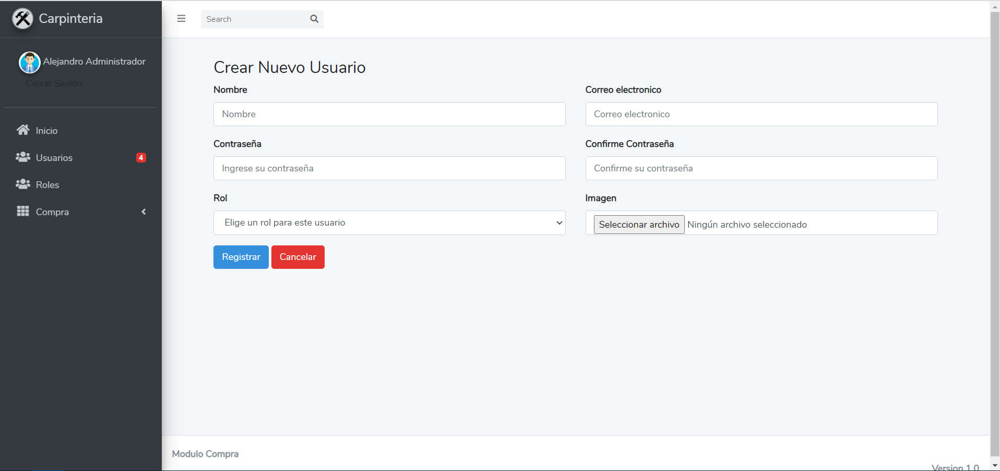 Carpinteria
Search
Alejandro Administrador
Cerrar Sesión
Inicio
Usuarios 4
Roles
Compra
Crear Nuevo Usuario
Nombre Correo electronico
Nombre Correo electronico
Contraseña Confirme Contraseña
Ingrese su contraseña Confirme su contraseña
Rol Imagen
Elige un rol para este usuario Seleccionar archivo Ningún archivo seleccionado
Registrar Cancelar
Modulo Compra
Version 1.0